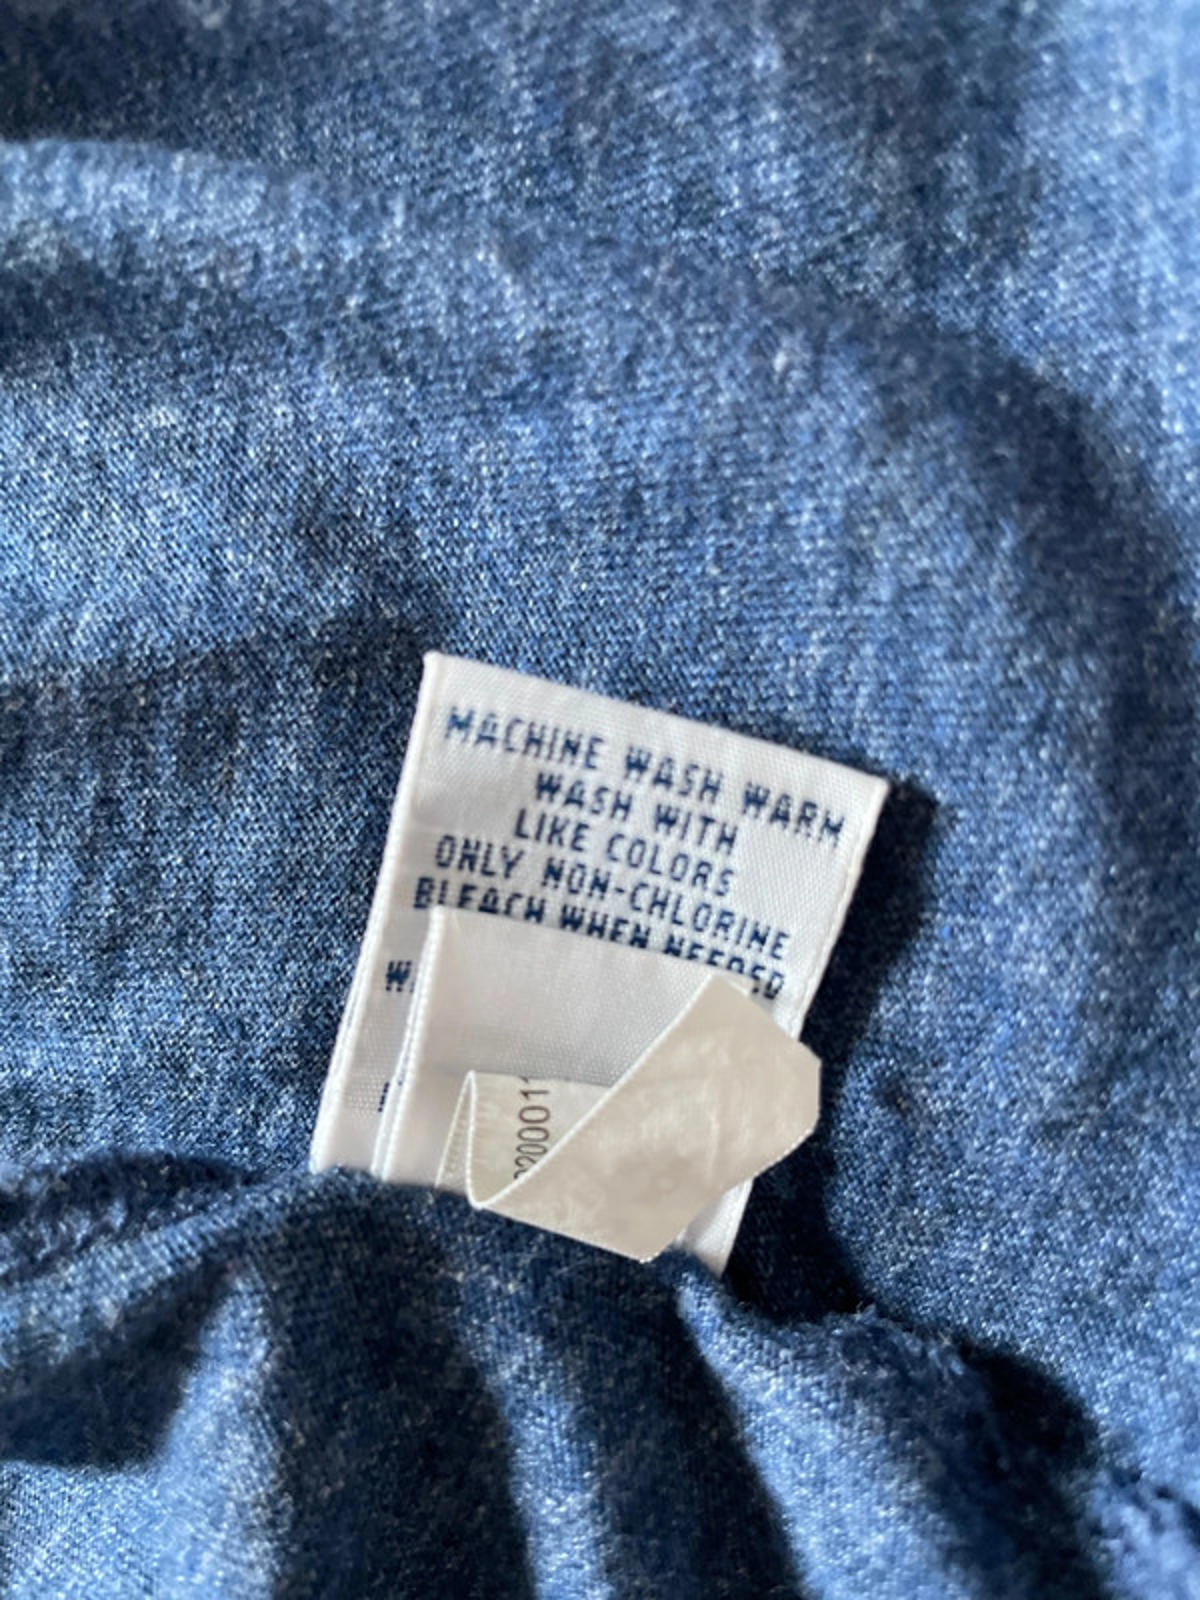 MACHINE WASH WARM
WASH WITH
LIKE COLORS
ONLY NON-CHLORINE
BLEACH WHEN NEEDED